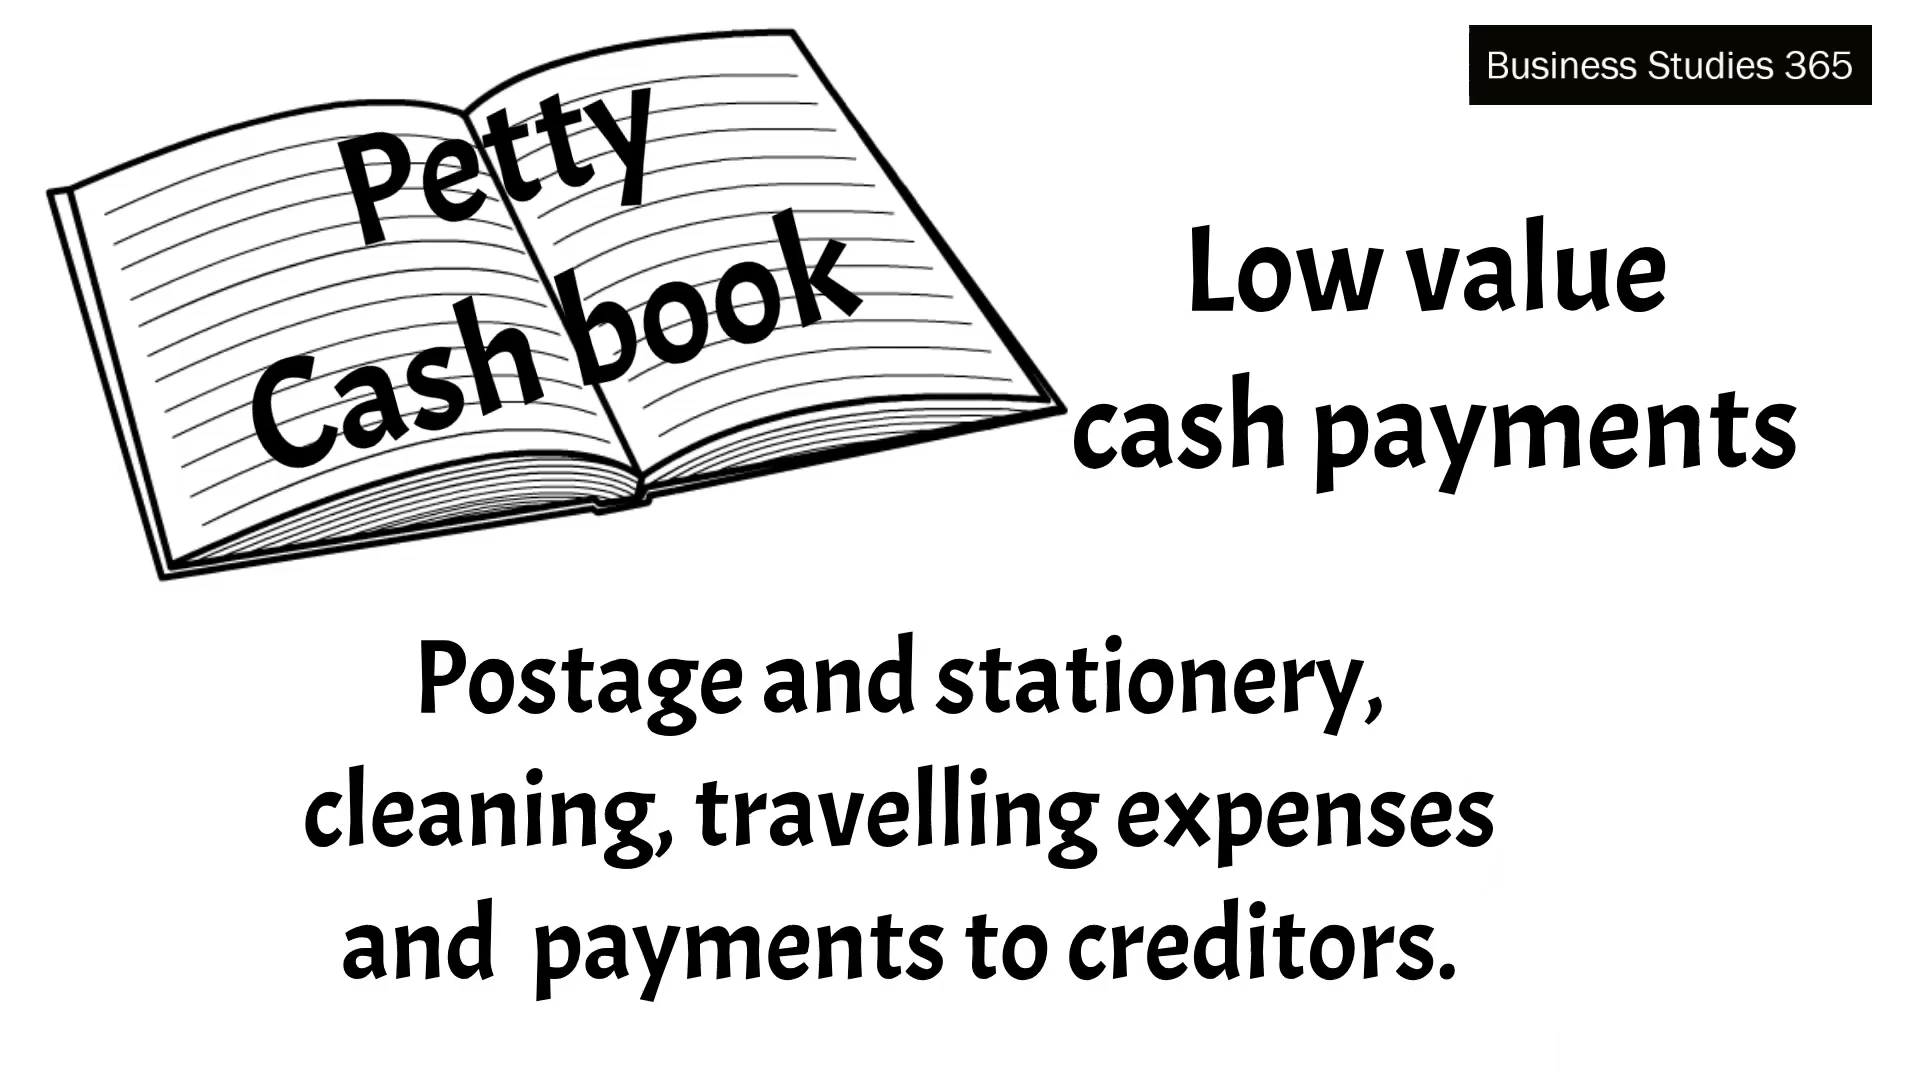 Business Studies 365
Petty
Cash book
Low value
cash payments
Postage and stationery,
cleaning, travelling expenses
and payments to creditors.